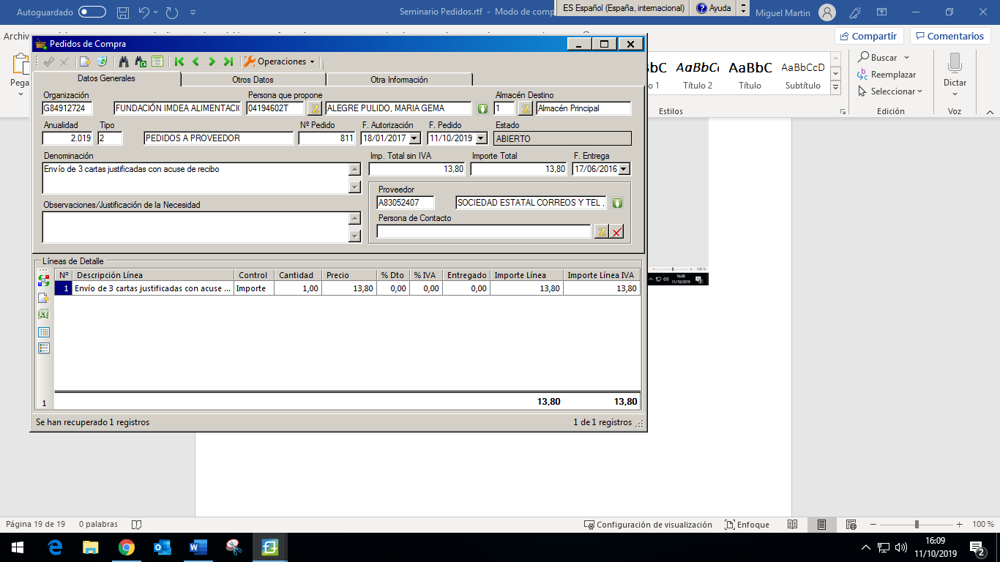 Autoguardado
Seminario Pedidos.rtf - Modo de comp
ES Español (España, internacional)
Ayuda
Miguel Martin
Archiv
Compartir
Comentarios
Pedidos de Compra
Operaciones
Datos Generales
Otros Datos
Otra Información
Organización
Persona que propone
Almacén Destino
G84912724
FUNDACIÓN IMDEA ALIMENTACIÓ
04194602T
ALEGRE PULIDO, MARIA GEMA
1
Almacén Principal
Anualidad
Tipo
Nº Pedido
F. Autorización
F. Pedido
Estado
2.019
2
PEDIDOS A PROVEEDOR
811
18/01/2017
11/10/2019
ABIERTO
Denominación
Imp. Total sin IVA
Importe Total
F. Entrega
Envío de 3 cartas justificadas con acuse de recibo
13,80
13,80
17/06/2016
Proveedor
A83052407
SOCIEDAD ESTATAL CORREOS Y TEL ,
Observaciones/Justificación de la Necesidad
Persona de Contacto
Líneas de Detalle
Nº Descripción Línea Control Cantidad Precio % Dto % IVA Entregado Importe Línea Importe Línea IVA
1 Envío de 3 cartas justificadas con acuse ... Importe 1,00 13,80 0,00 0,00 0,00 13,80 13,80
1 13,80 13,80
Se han recuperado 1 registros
1 de 1 registros
Pega
bC AaBbCc AaBbC AaBbCcD
o 1 Título 2 Título Subtítulo
Estilos
Buscar
Reemplazar
Seleccionar
Edición
Dictar
Voz
100 %
16:08
11/10/2019
Página 19 de 19
0 palabras
Configuración de visualización
Enfoque
100 %
16:09
11/10/2019
2